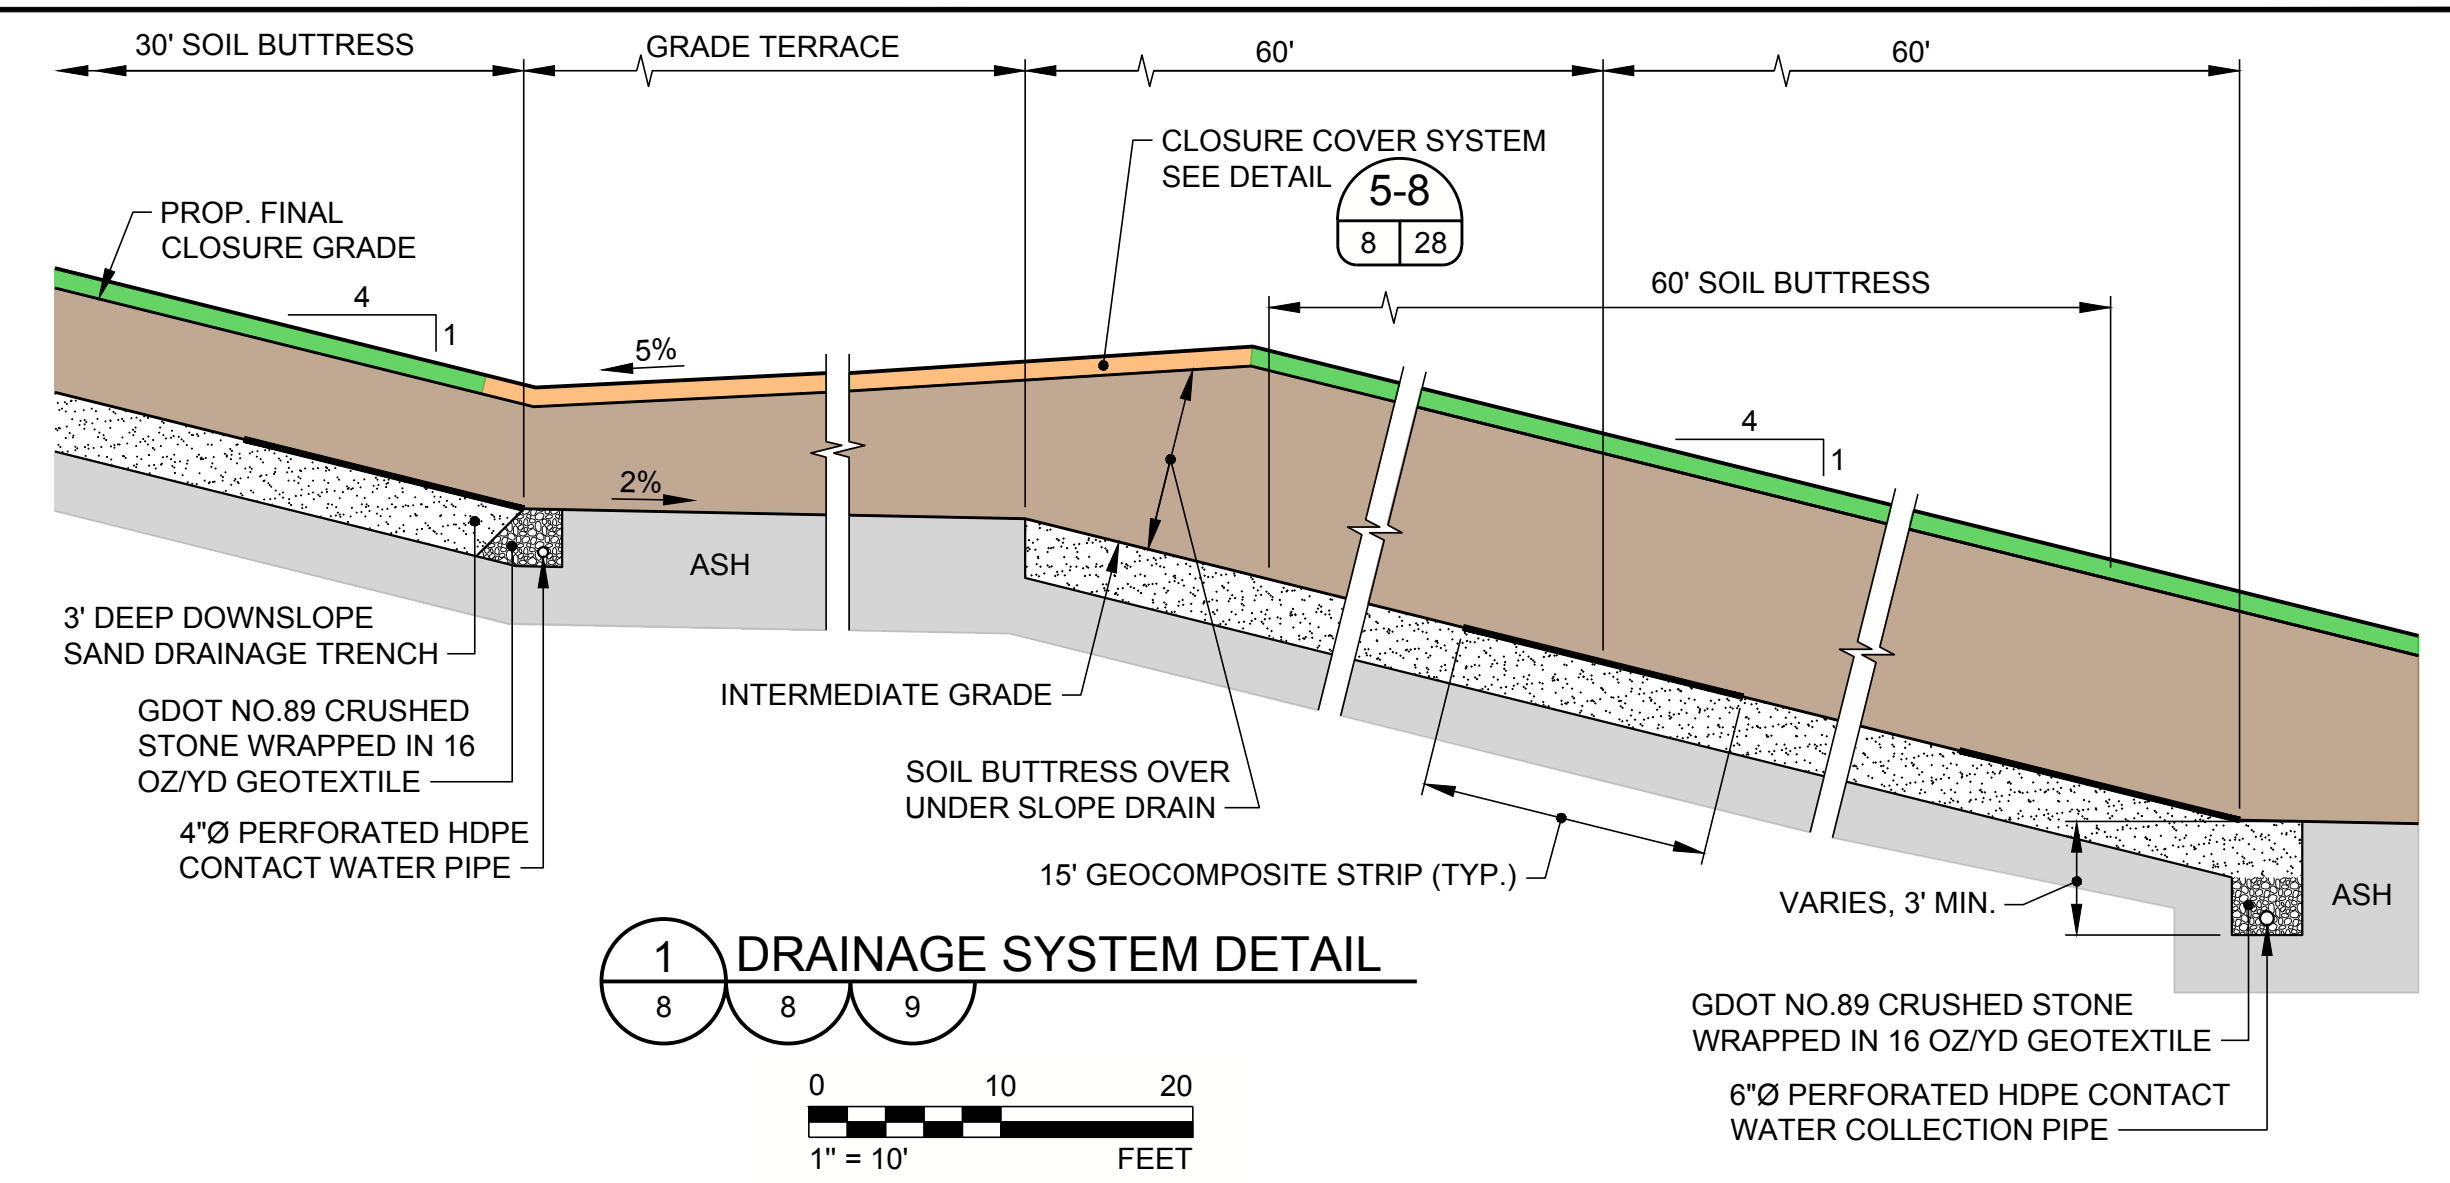 30' SOIL BUTTRESS
GRADE TERRACE
60'
60'
CLOSURE COVER SYSTEM
SEE DETAIL
5-8
8 28
PROP. FINAL
CLOSURE GRADE
60' SOIL BUTTRESS
4
1
5%
4
1
2%
ASH
3' DEEP DOWNSLOPE
SAND DRAINAGE TRENCH
INTERMEDIATE GRADE
GDOT NO.89 CRUSHED
STONE WRAPPED IN 16
OZ/YD GEOTEXTILE
SOIL BUTTRESS OVER
UNDER SLOPE DRAIN
4"Ø PERFORATED HDPE
CONTACT WATER PIPE
15' GEOCOMPOSITE STRIP (TYP.)
VARIES, 3' MIN.
ASH
1
DRAINAGE SYSTEM DETAIL
8 8 9
GDOT NO.89 CRUSHED STONE
WRAPPED IN 16 OZ/YD GEOTEXTILE
6"Ø PERFORATED HDPE CONTACT
WATER COLLECTION PIPE
0 10 20
1" = 10' FEET